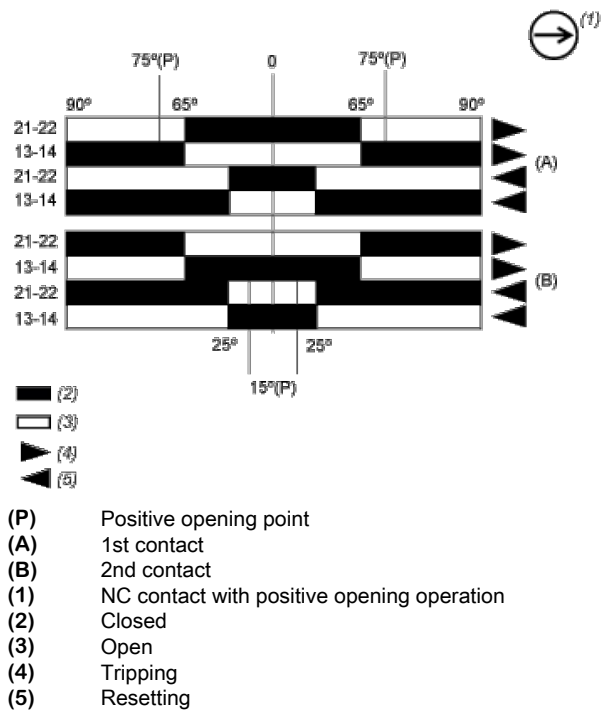 (1)
75º(P) 0 75º(P)
90º 65º 65º 90º
21-22
13-14
(A)
21-22
13-14
21-22
13-14
(B)
21-22
13-14
25º 25º
15º(P)
(2)
(3)
(4)
(5)
(P) Positive opening point
(A) 1st contact
(B) 2nd contact
(1) NC contact with positive opening operation
(2) Closed
(3) Open
(4) Tripping
(5) Resetting